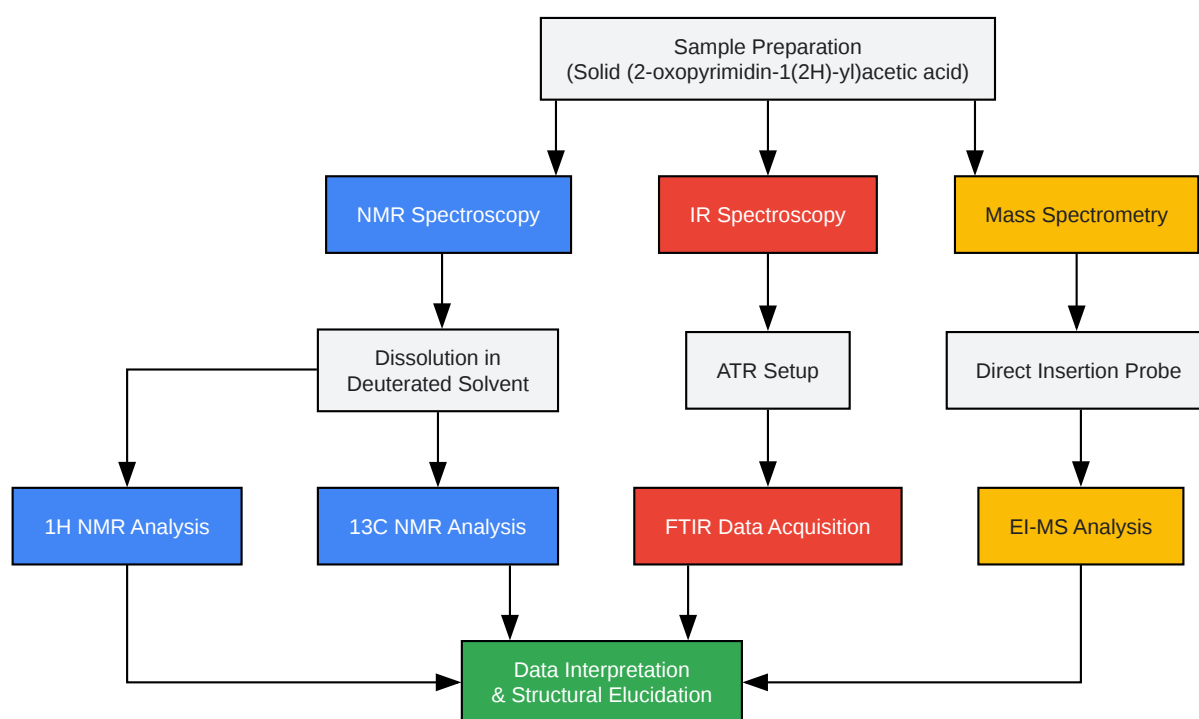 Sample Preparation
(Solid (2-oxopyrimidin-1(2H)-yl)acetic acid)
NMR Spectroscopy
IR Spectroscopy
Mass Spectrometry
Dissolution in
Deuterated Solvent
ATR Setup
Direct Insertion Probe
1H NMR Analysis
13C NMR Analysis
FTIR Data Acquisition
EI-MS Analysis
Data Interpretation
& Structural Elucidation